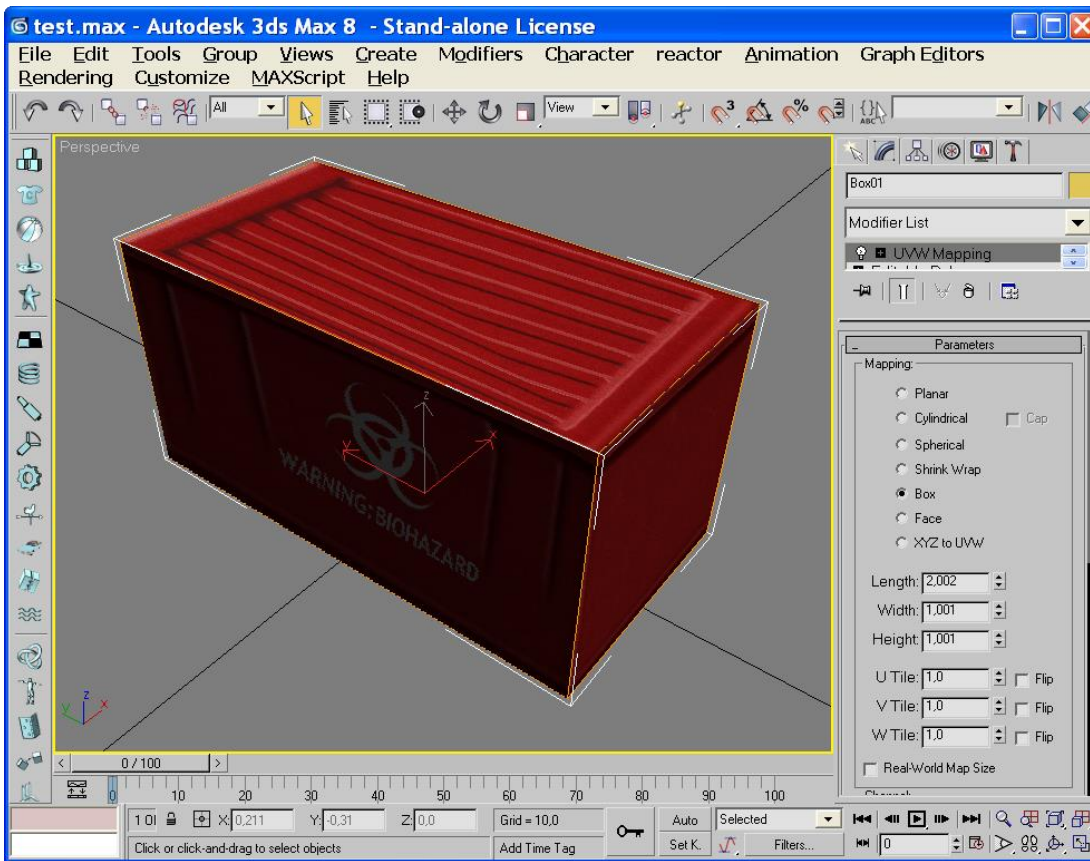 test.max - Autodesk 3ds Max 8 - Stand-alone License
File Edit Tools Group Views Create Modifiers Character reactor Animation Graph Editors
Rendering Customize MAXScript Help
All
View
3
%
{}
ABC
Perspective
Box01
Modifier List
UVW Mapping
Parameters
Mapping:
Planar
Cylindrical Cap
Spherical
Shrink Wrap
Box
Face
XYZ to UVW
Length: 2,002
Width: 1,001
Height: 1,001
U Tile: 1,0 Flip
V Tile: 1,0 Flip
W Tile: 1,0 Flip
Real-World Map Size
WARNING: BIOHAZARD
z
x
y
z
y x
0 / 100
0 10 20 30 40 50 60 70 80 90 100
1 Ol X: 0,211 Y: -0,31 Z: 0,0 Grid = 10,0 Auto Selected
Click or click-and-drag to select objects Add Time Tag Set K. Filters... 0